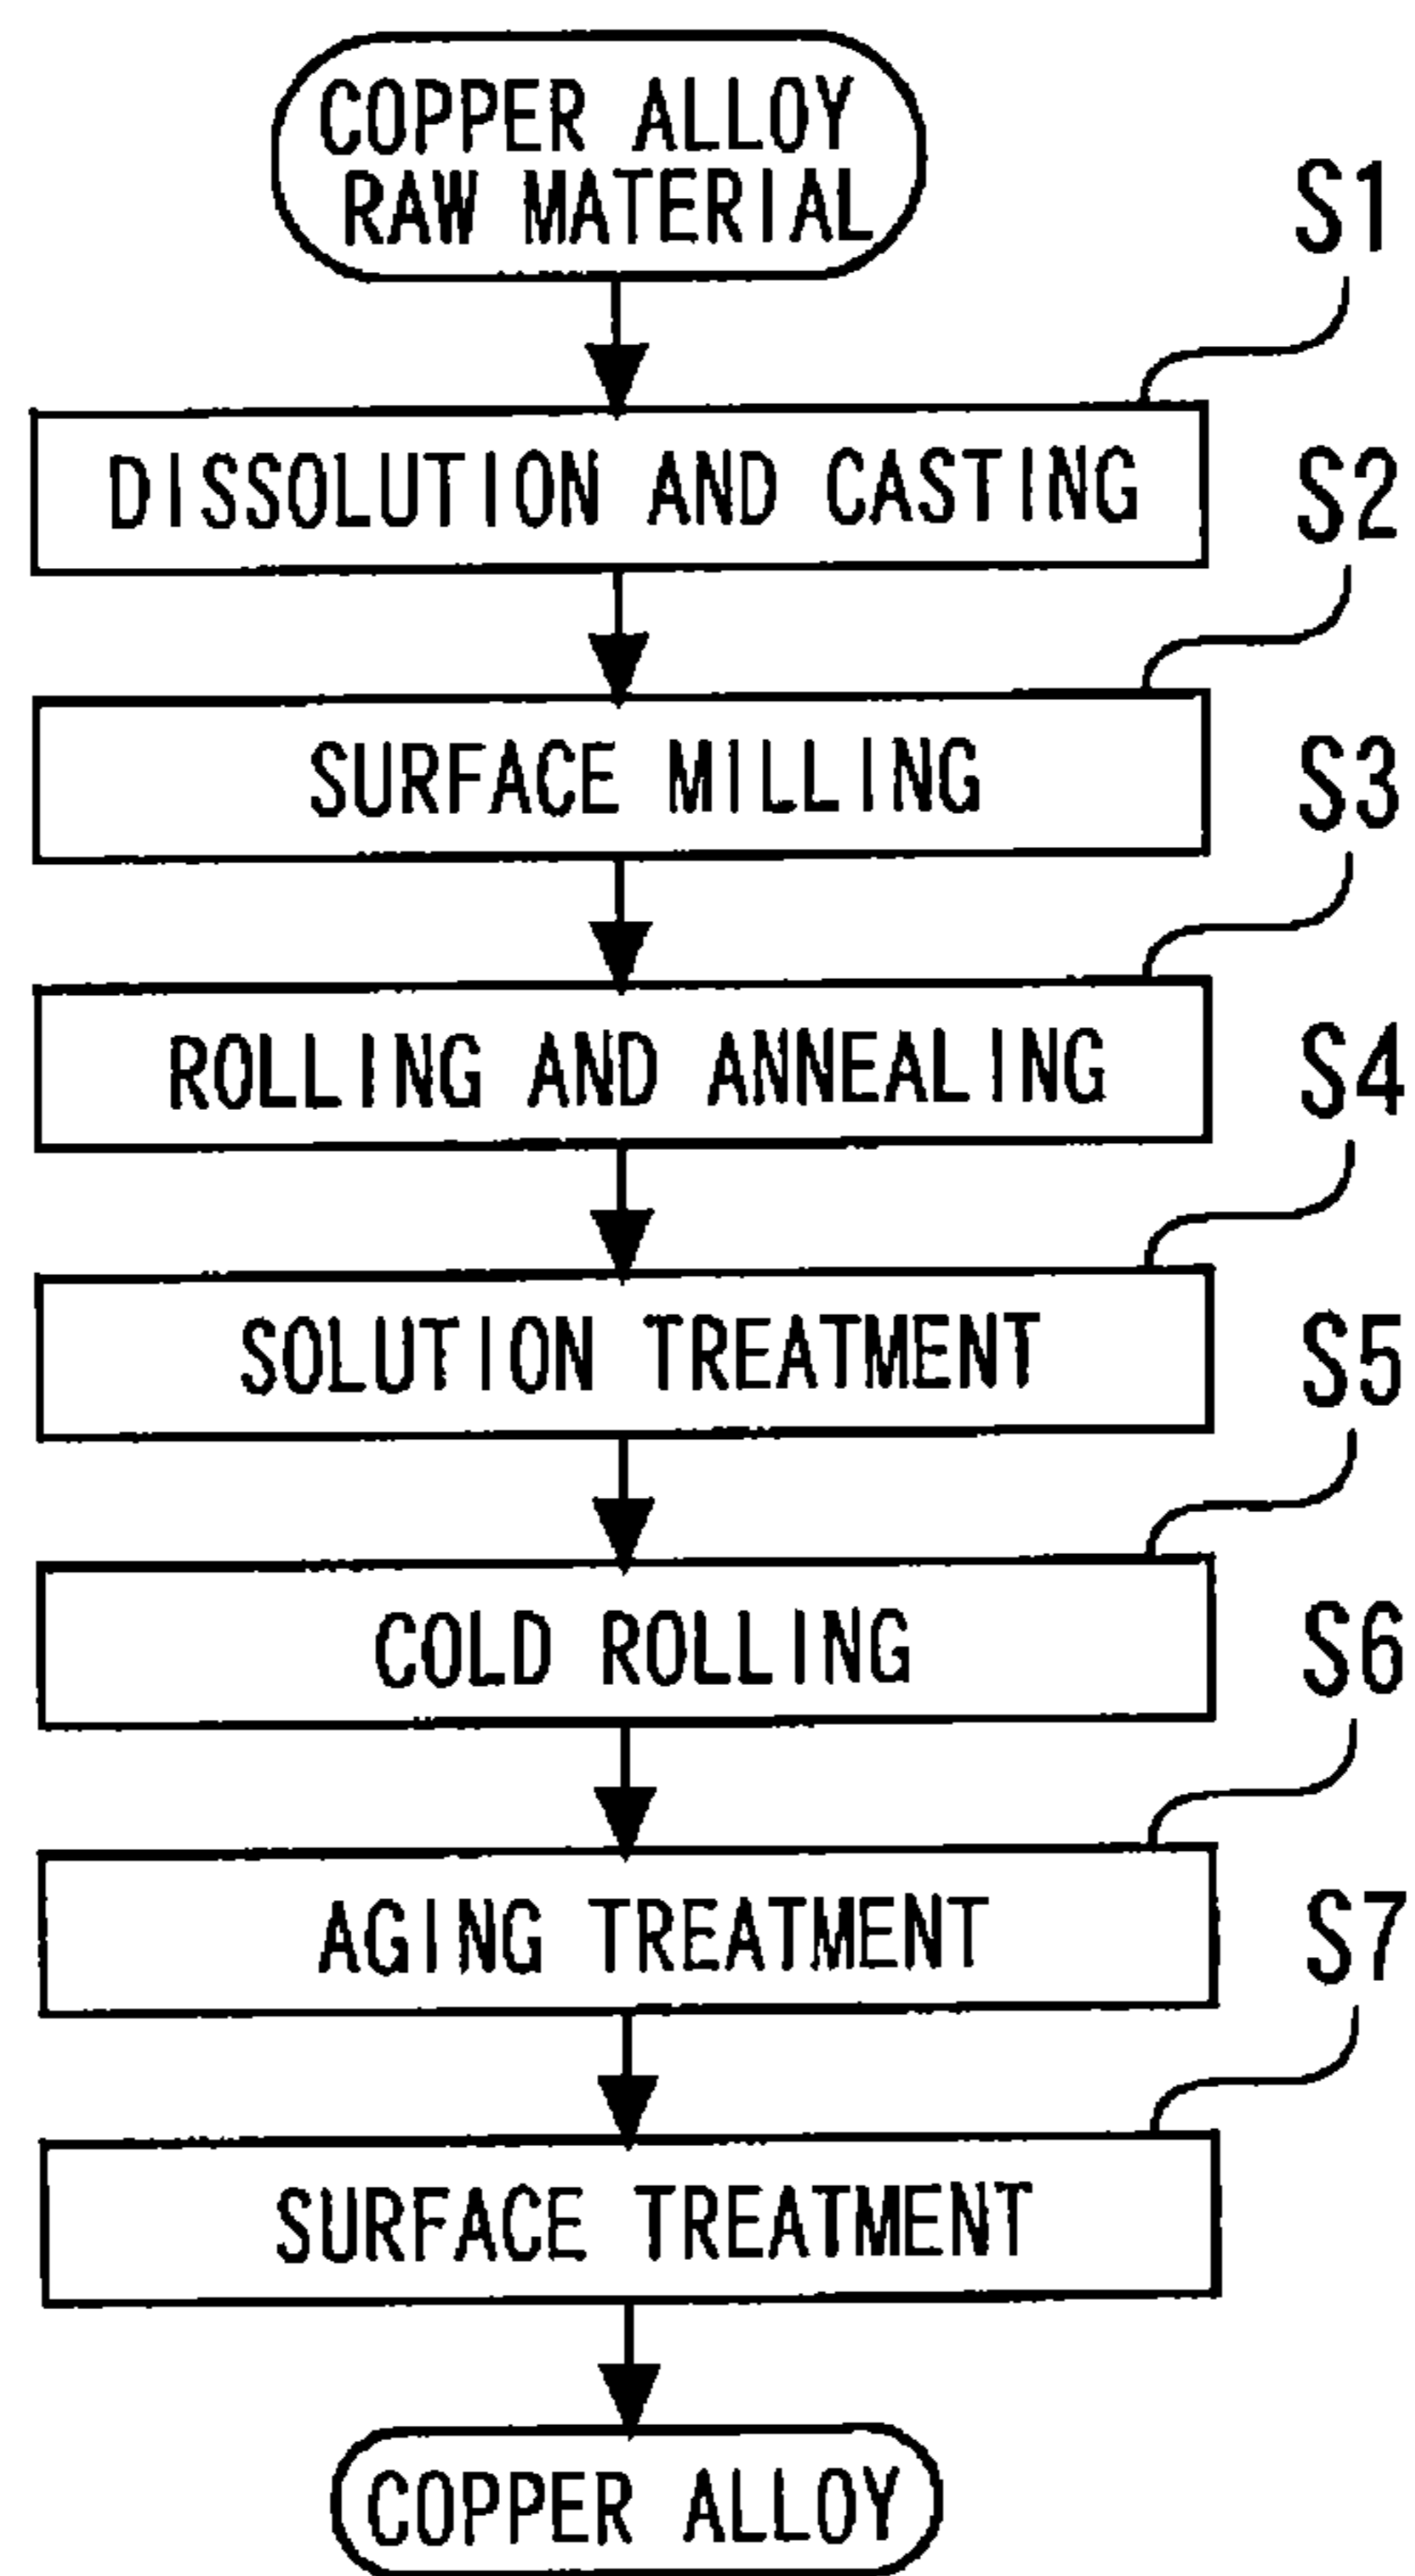 COPPER ALLOY
RAW MATERIAL
S1
DISSOLUTION AND CASTING
S2
SURFACE MILLING
S3
ROLLING AND ANNEALING
S4
SOLUTION TREATMENT
S5
COLD ROLLING
S6
AGING TREATMENT
S7
SURFACE TREATMENT
COPPER ALLOY